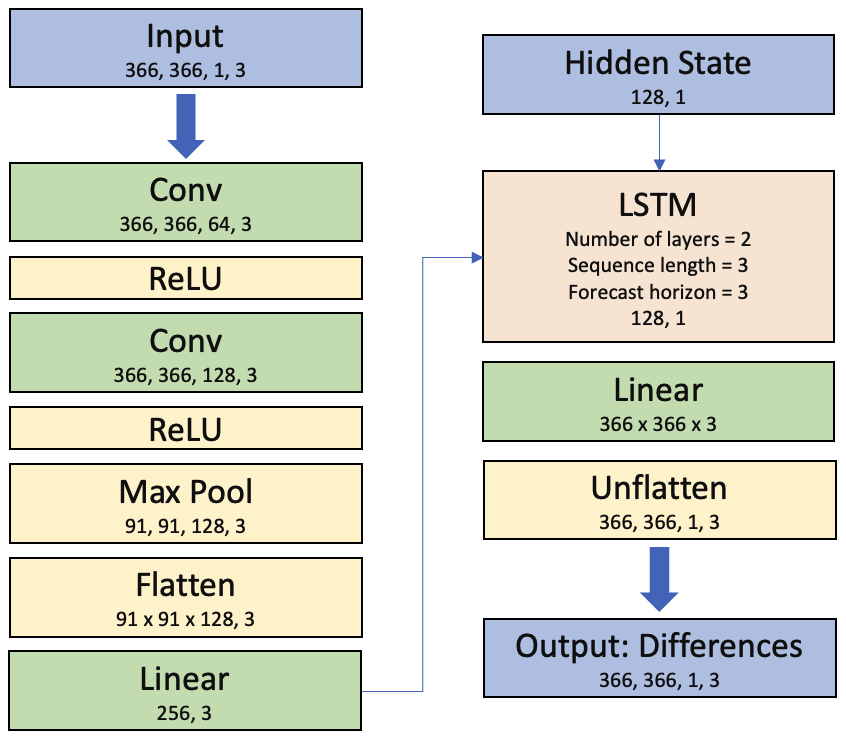 Input
366, 366, 1, 3
Conv
366, 366, 64, 3
ReLU
Conv
366, 366, 128, 3
ReLU
Max Pool
91, 91, 128, 3
Flatten
91 x 91 x 128, 3
Linear
256, 3
Hidden State
128, 1
LSTM
Number of layers = 2
Sequence length = 3
Forecast horizon = 3
128, 1
Linear
366 x 366 x 3
Unflatten
366, 366, 1, 3
Output: Differences
366, 366, 1, 3